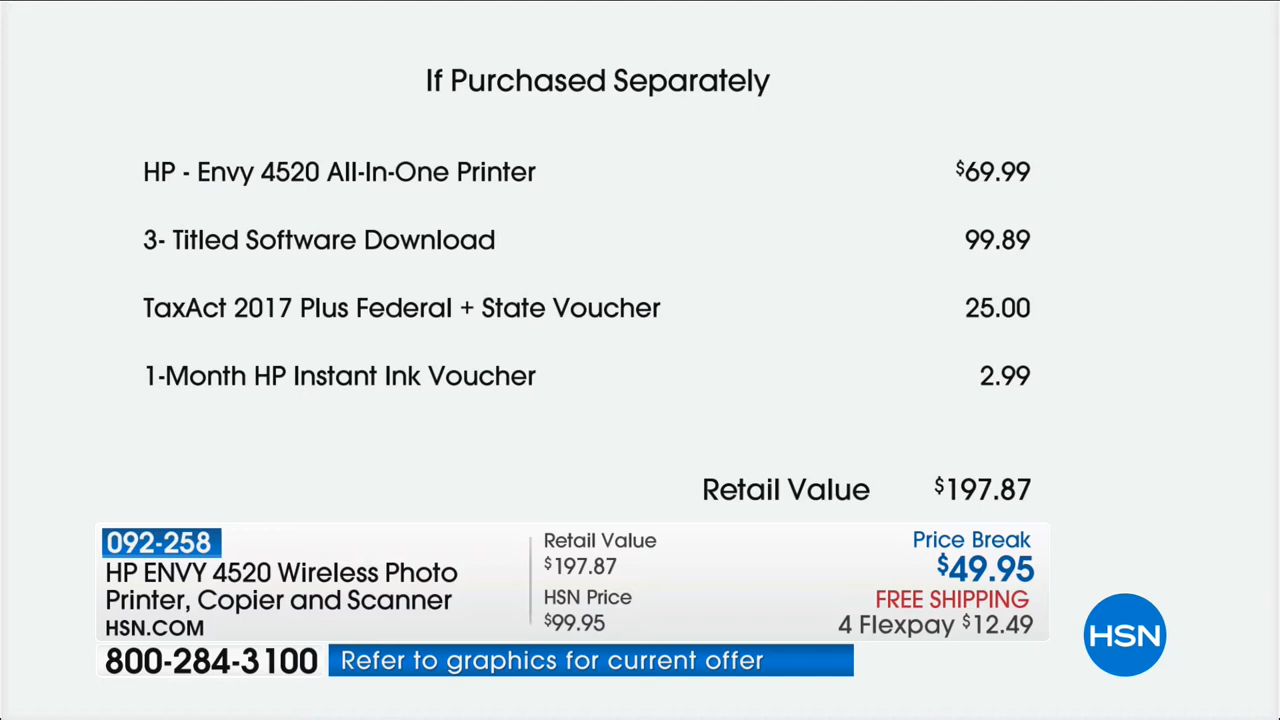 If Purchased Separately
HP - Envy 4520 All-In-One Printer $69.99
3- Titled Software Download 99.89
TaxAct 2017 Plus Federal + State Voucher 25.00
1-Month HP Instant Ink Voucher 2.99
Retail Value $197.87
092-258
HP ENVY 4520 Wireless Photo
Printer, Copier and Scanner
HSN.COM
Retail Value
$197.87
HSN Price
$99.95
Price Break
$49.95
FREE SHIPPING
4 Flexpay $12.49
800-284-3100
Refer to graphics for current offer
HSN